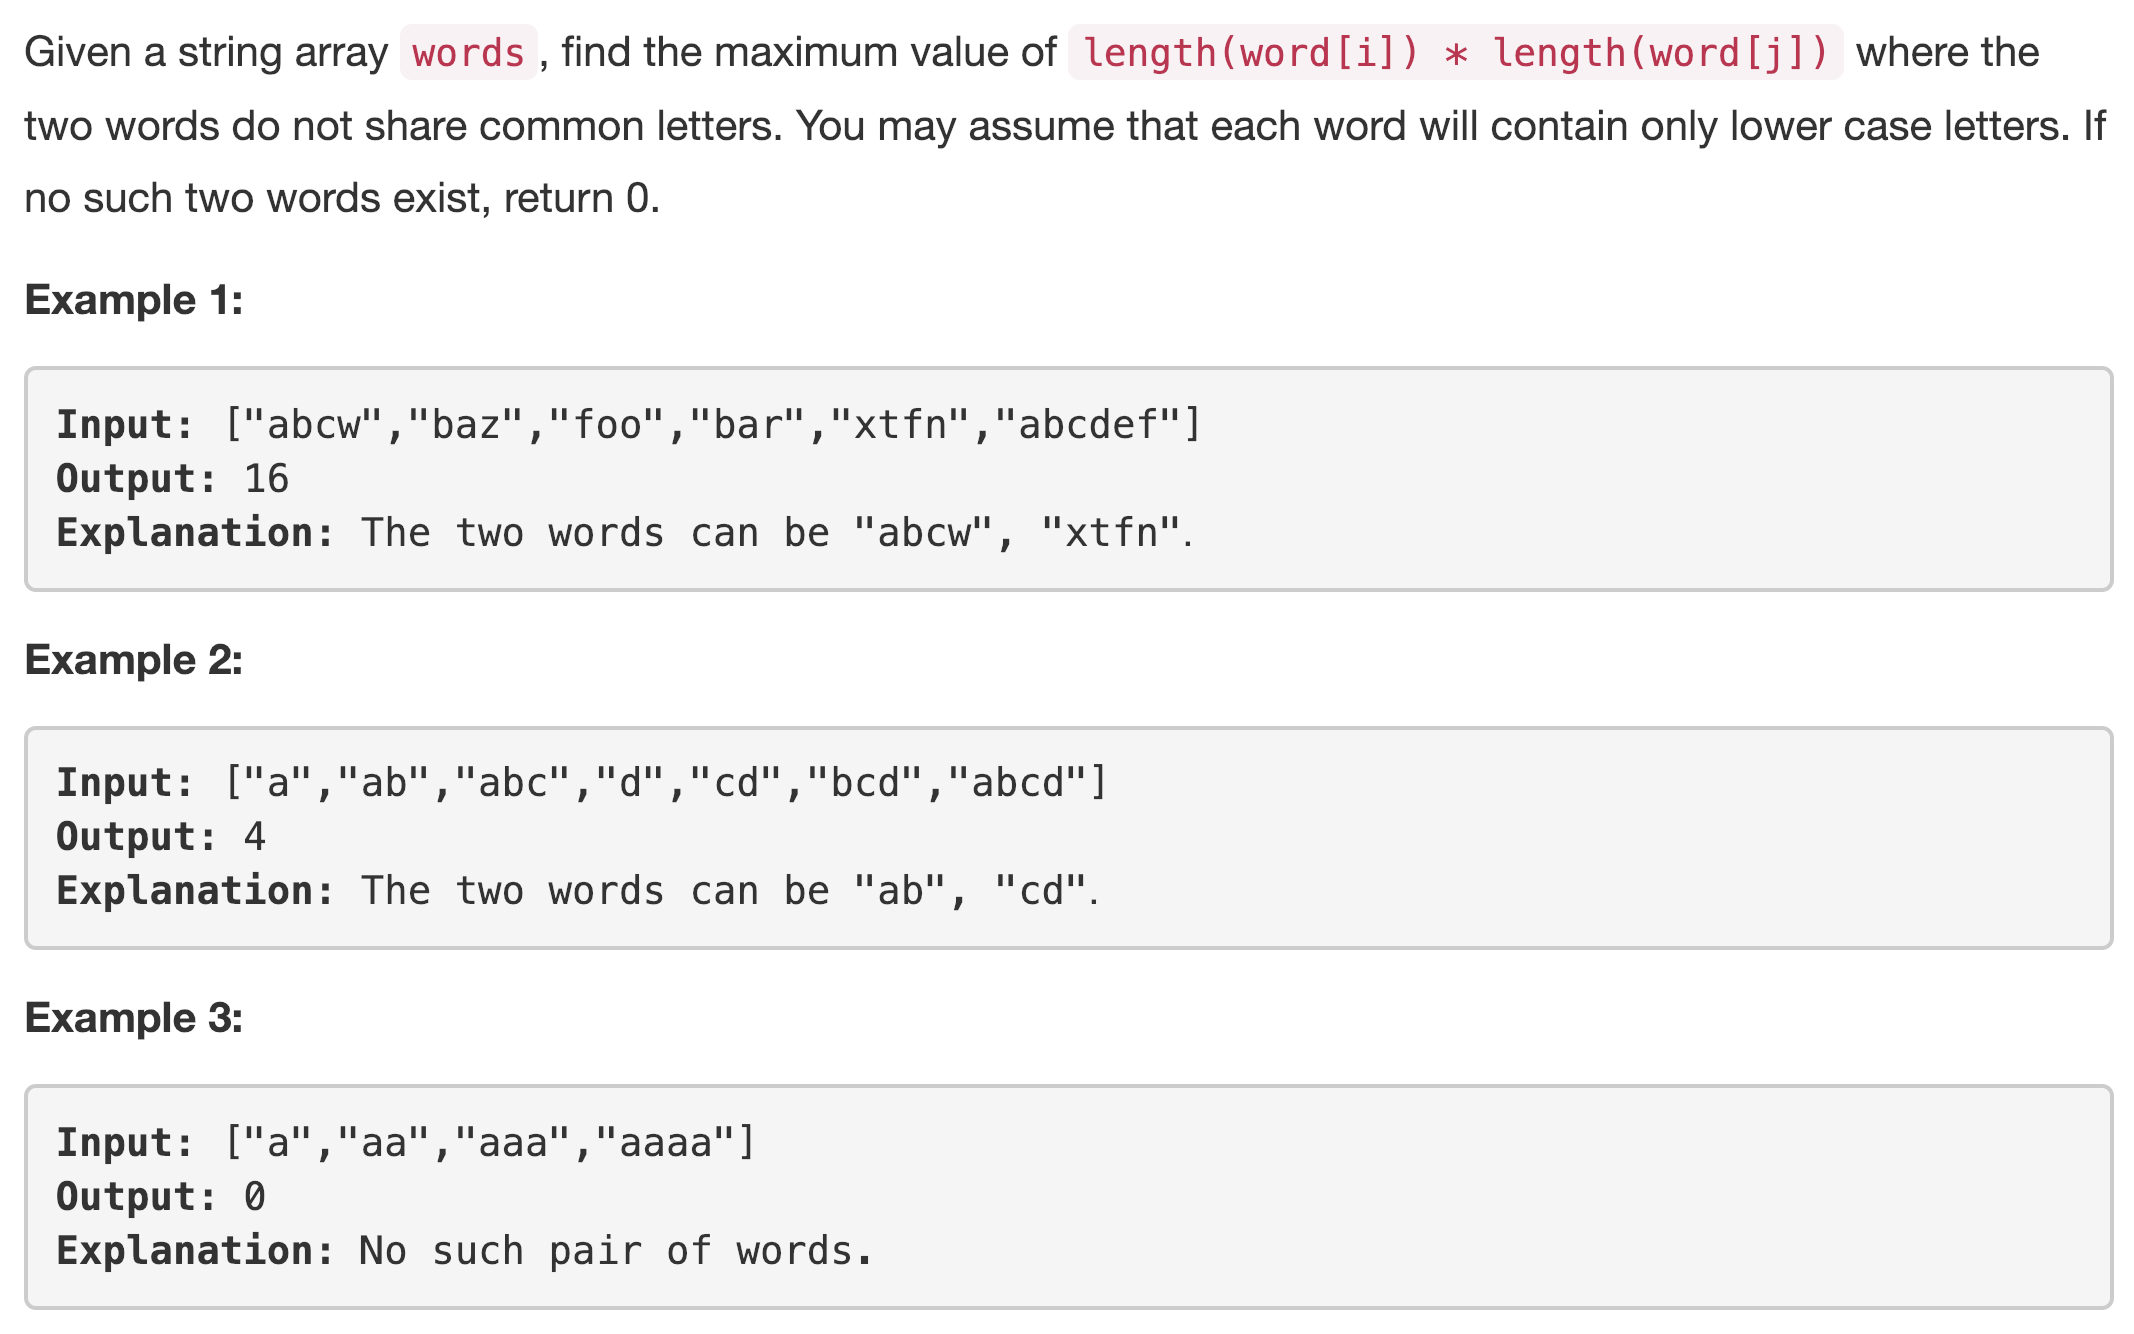 Given a string array words, find the maximum value of length(word[i]) * length(word[j]) where the
two words do not share common letters. You may assume that each word will contain only lower case letters. If
no such two words exist, return 0.
Example 1:
Input: ["abcw","baz","foo","bar","xtfn","abcdef"]
Output: 16
Explanation: The two words can be "abcw", "xtfn".
Example 2:
Input: ["a","ab","abc","d","cd","bcd","abcd"]
Output: 4
Explanation: The two words can be "ab", "cd".
Example 3:
Input: ["a","aa","aaa","aaaa"]
Output: 0
Explanation: No such pair of words.